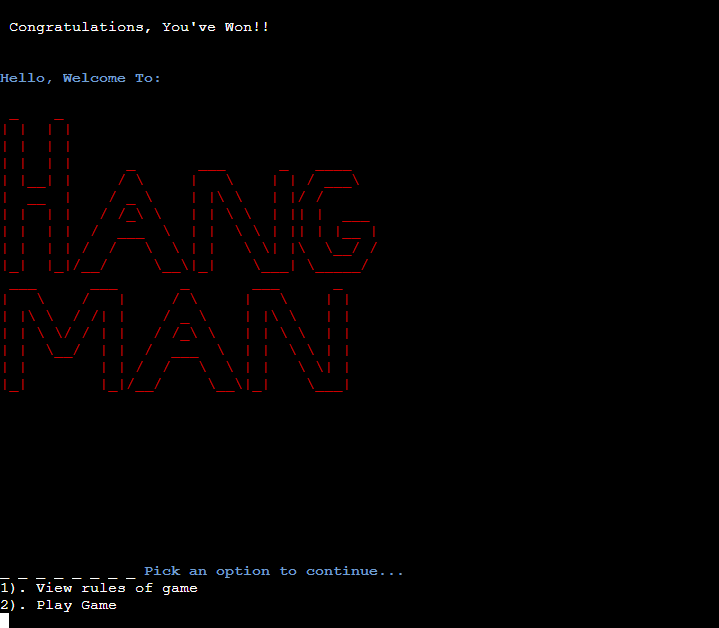 Congratulations, You've Won!!
Hello, Welcome To:
HANG
MAN
_ _ _ _ _ _ _ _ Pick an option to continue...
1). View rules of game
2). Play Game